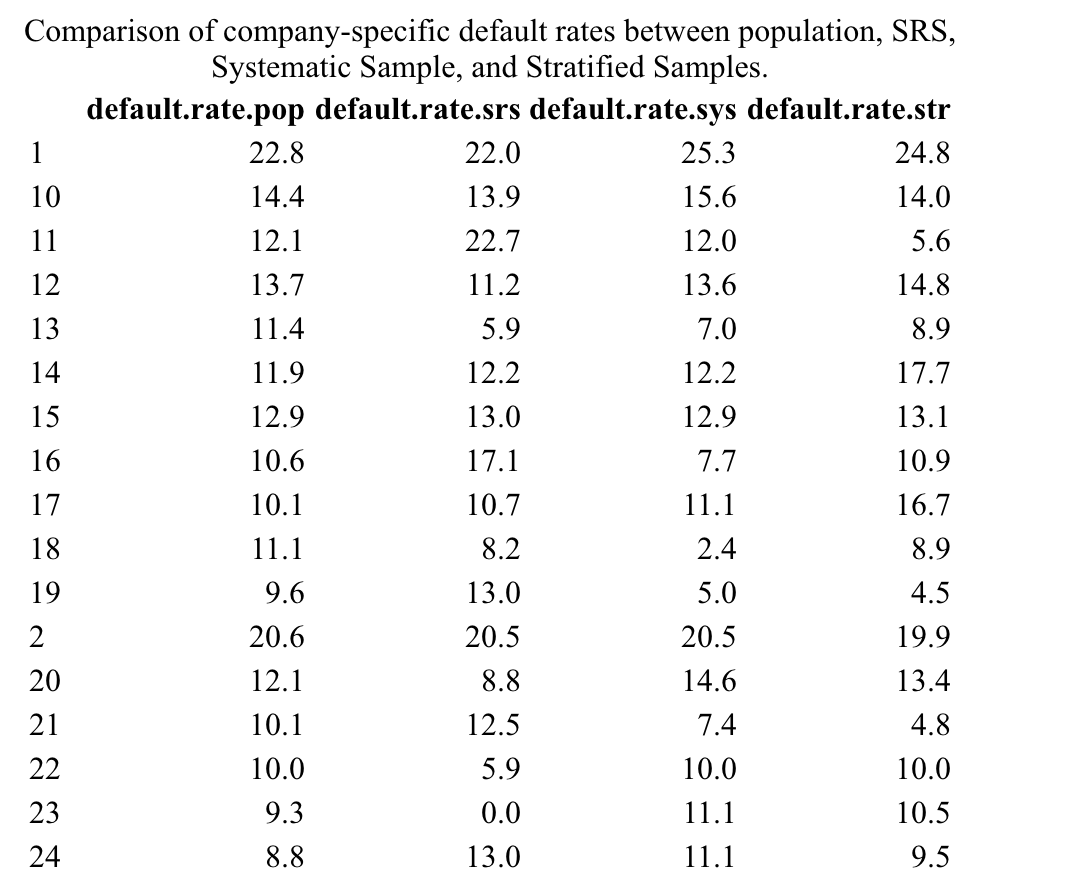 Comparison of company-specific default rates between population, SRS,
Systematic Sample, and Stratified Samples.
default.rate.pop default.rate.srs default.rate.sys default.rate.str
1 22.8 22.0 25.3 24.8
10 14.4 13.9 15.6 14.0
11 12.1 22.7 12.0 5.6
12 13.7 11.2 13.6 14.8
13 11.4 5.9 7.0 8.9
14 11.9 12.2 12.2 17.7
15 12.9 13.0 12.9 13.1
16 10.6 17.1 7.7 10.9
17 10.1 10.7 11.1 16.7
18 11.1 8.2 2.4 8.9
19 9.6 13.0 5.0 4.5
2 20.6 20.5 20.5 19.9
20 12.1 8.8 14.6 13.4
21 10.1 12.5 7.4 4.8
22 10.0 5.9 10.0 10.0
23 9.3 0.0 11.1 10.5
24 8.8 13.0 11.1 9.5